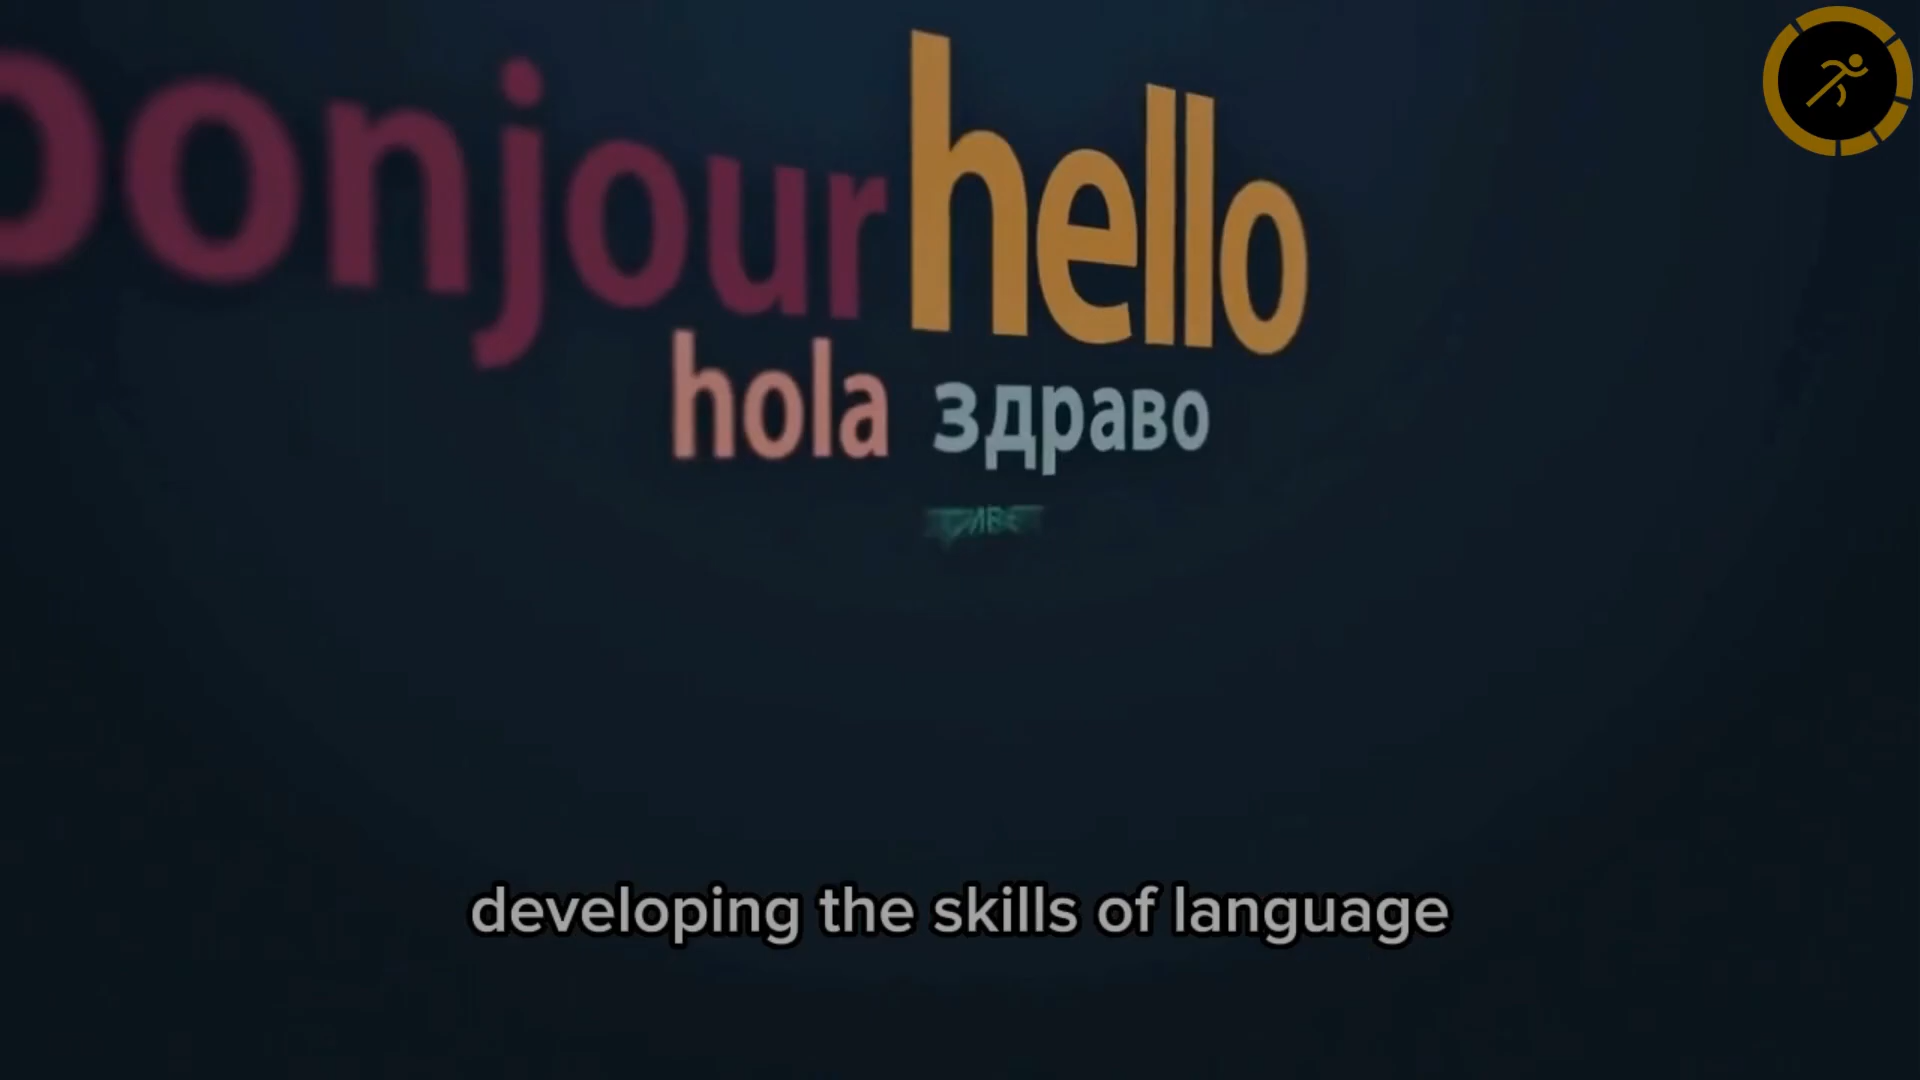 bonjour hello
hola здраво
developing the skills of language